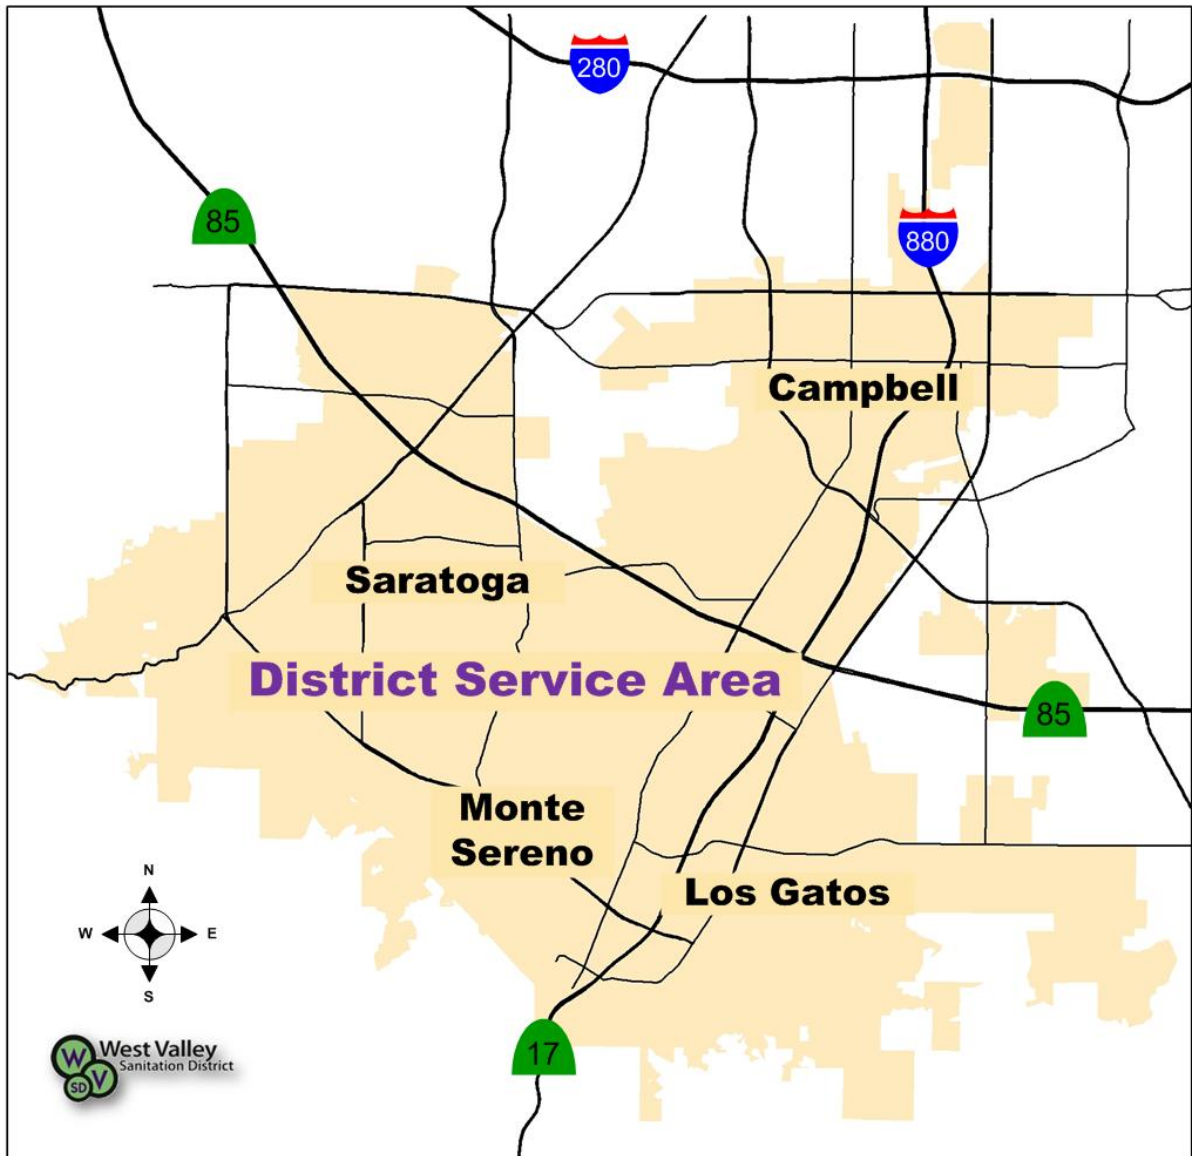 280
85
880
Campbell
Saratoga
District Service Area
85
Monte
Sereno
Los Gatos
N
W E
S
17
W
SD V
West Valley
Sanitation District